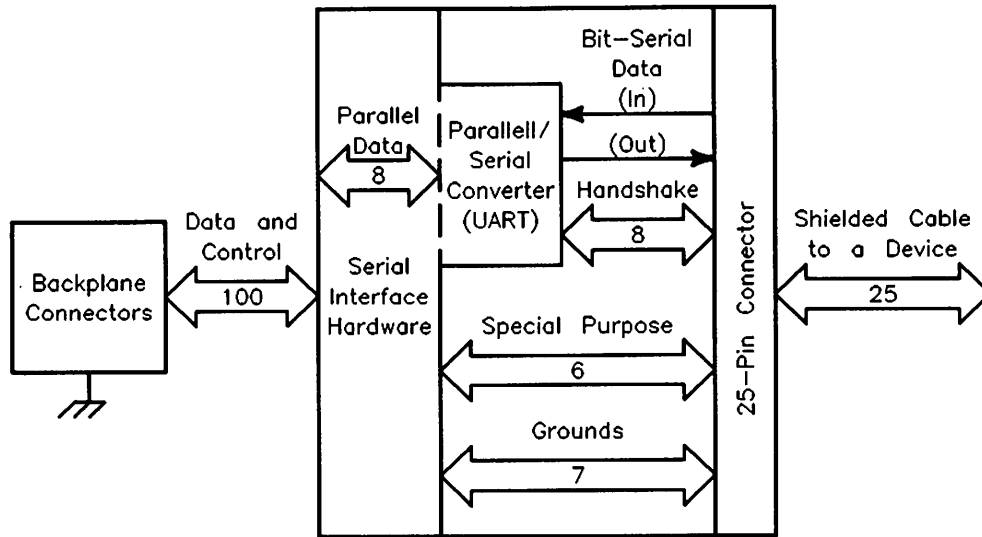 Backplane
Connectors
Data and
Control
100
Parallel
Data
8
Serial
Interface
Hardware
Parallell/
Serial
Converter
(UART)
Bit-Serial
Data
(In)
(Out)
Handshake
8
Special Purpose
6
Grounds
7
25-Pin Connector
Shielded Cable
to a Device
25